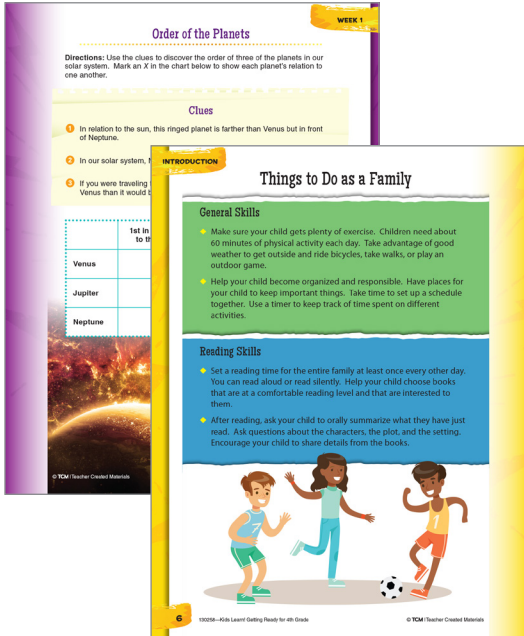 WEEK 1
Order of the Planets
Directions: Use the clues to discover the order of three of the planets in our
solar system. Mark an X in the chart below to show each planet's relation to
one another.
Clues
1 In relation to the sun, this ringed planet is farther than Venus but in front
of Neptune.
2 In our solar system,
3 If you were traveling
Venus than it would b
1st in
to th
Venus
Jupiter
Neptune
© TCM | Teacher Created Materials
INTRODUCTION
Things to Do as a Family
General Skills
Make sure your child gets plenty of exercise. Children need about
60 minutes of physical activity each day. Take advantage of good
weather to get outside and ride bicycles, take walks, or play an
outdoor game.
Help your child become organized and responsible. Have places for
your child to keep important things. Take time to set up a schedule
together. Use a timer to keep track of time spent on different
activities.
Reading Skills
Set a reading time for the entire family at least once every other day.
You can read aloud or read silently. Help your child choose books
that are at a comfortable reading level and that are interested to
them.
After reading, ask your child to orally summarize what they have just
read. Ask questions about the characters, the plot, and the setting.
Encourage your child to share details from the books.
7
6
130258—Kids Learn! Getting Ready for 4th Grade
© TCM | Teacher Created Materials